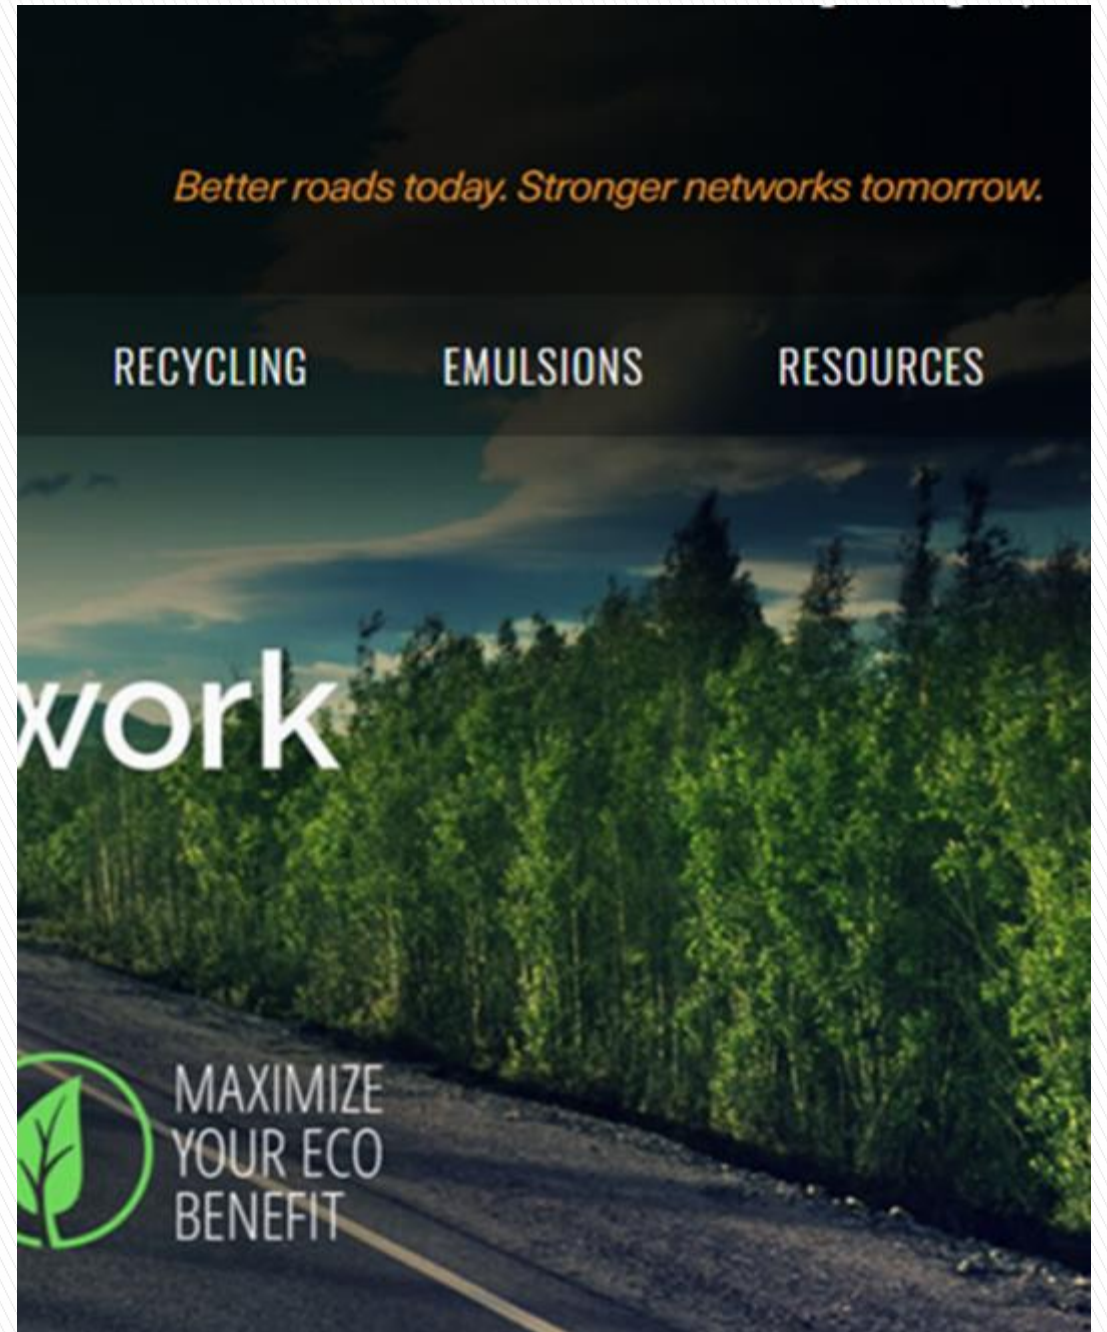 Better roads today. Stronger networks tomorrow.
RECYCLING EMULSIONS RESOURCES
work
MAXIMIZE
YOUR ECO
BENEFIT